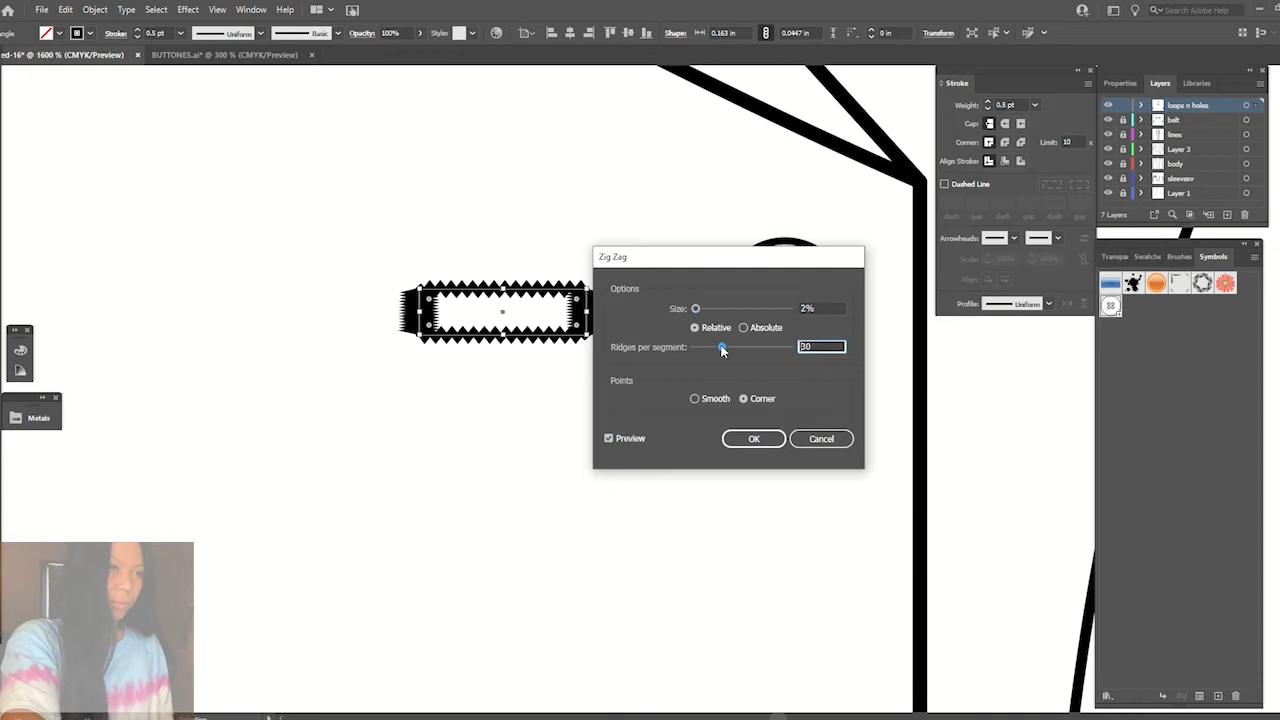 File Edit Object Type Select Effect View Window Help
Search Adobe Help
angle Stroke: 0.5 pt Uniform Basic Opacity: 100% Style: Shape: 0.163 in 0.0447 in 0 in Transform
ed-16* @ 1600 % (CMYK/Preview) × BUTTONES.ai* @ 300 % (CMYK/Preview) ×
Stroke
Weight: 0.5 pt
Cap:
Corner: Limit: 10 x
Align Stroke:
Dashed Line
dash gap dash gap dash gap
Arrowheads:
Scale: 100% 100%
Align:
Profile: Uniform
Properties Layers Libraries
loops n holes
belt
lines
Layer 3
body
sleevesv
Layer 1
7 Layers
Transpa Swatche Brushes Symbols
Metals
Zig Zag
Options
Size: 2%
Relative Absolute
Ridges per segment: 30
Points
Smooth Corner
Preview OK Cancel